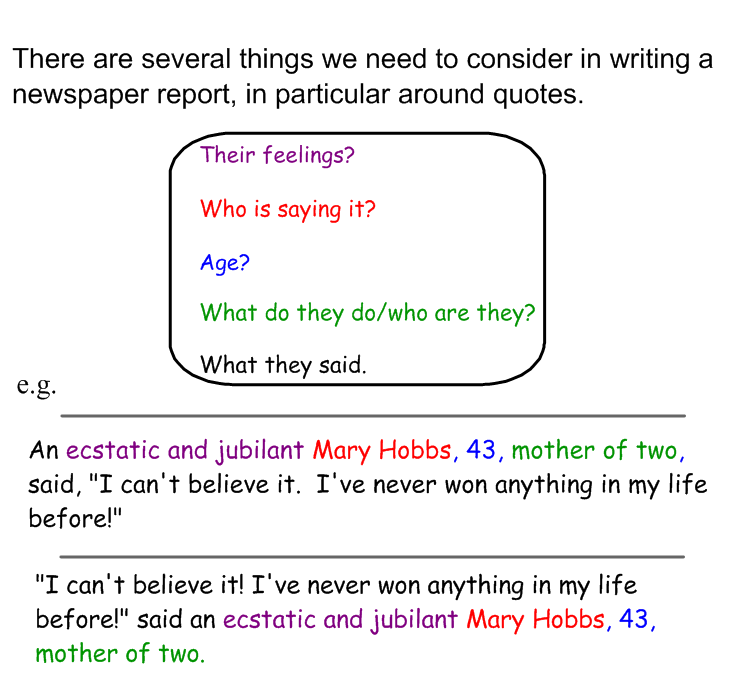 There are several things we need to consider in writing a
newspaper report, in particular around quotes.
Their feelings?
Who is saying it?
Age?
What do they do/who are they?
What they said.
e.g.
An ecstatic and jubilant Mary Hobbs, 43, mother of two,
said, "I can't believe it.  I've never won anything in my life
before!"
"I can't believe it! I've never won anything in my life
before!" said an ecstatic and jubilant Mary Hobbs, 43,
mother of two.